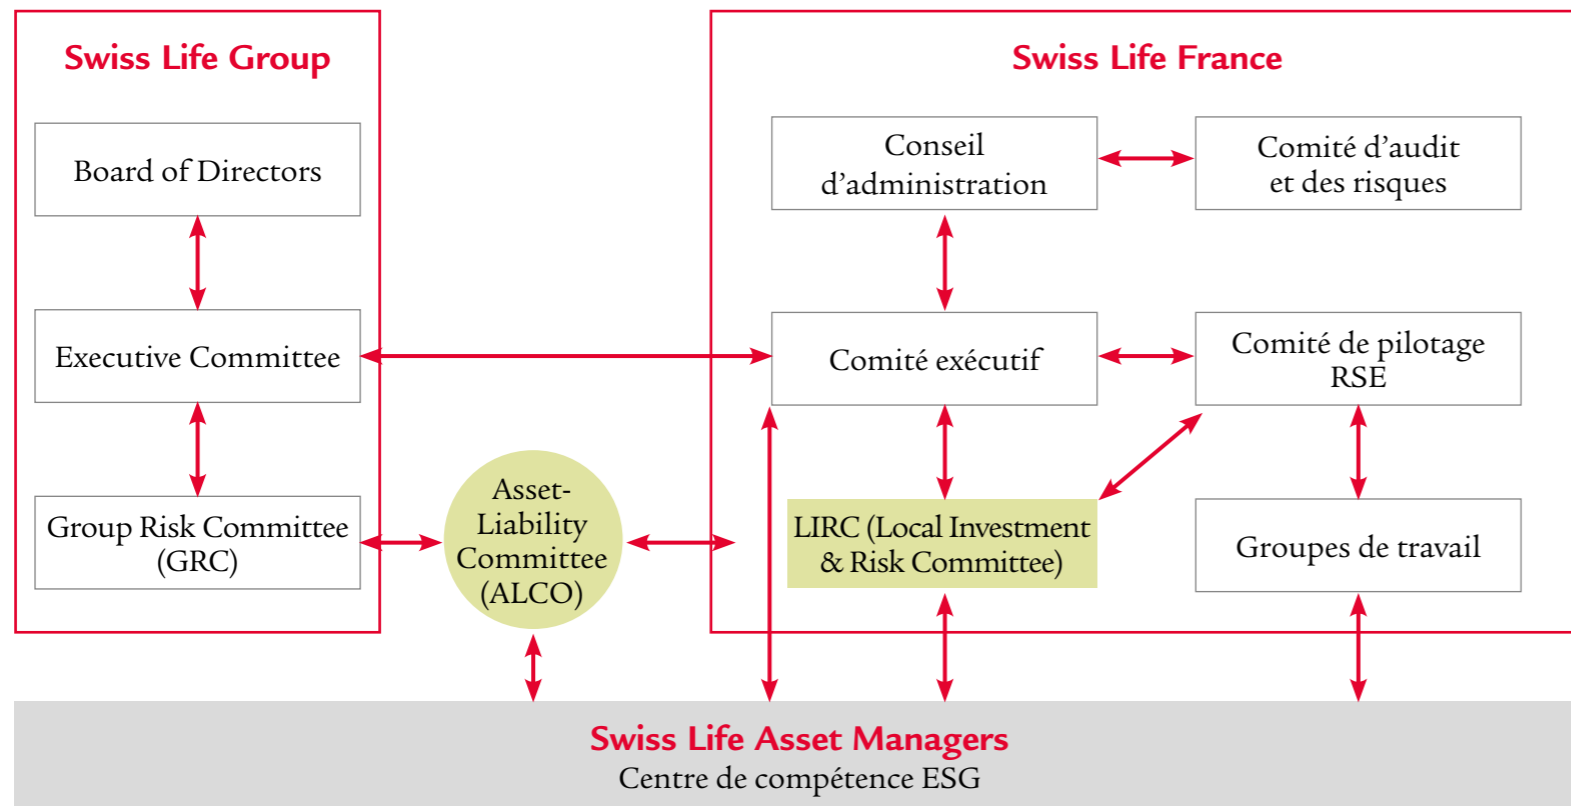 Swiss Life Group
Board of Directors
Executive Committee
Group Risk Committee
(GRC)
Asset-
Liability
Committee
(ALCO)
Swiss Life France
Conseil
d’administration
Comité d’audit
et des risques
Comité exécutif
Comité de pilotage
RSE
LIRC (Local Investment
& Risk Committee)
Groupes de travail
Swiss Life Asset Managers
Centre de compétence ESG